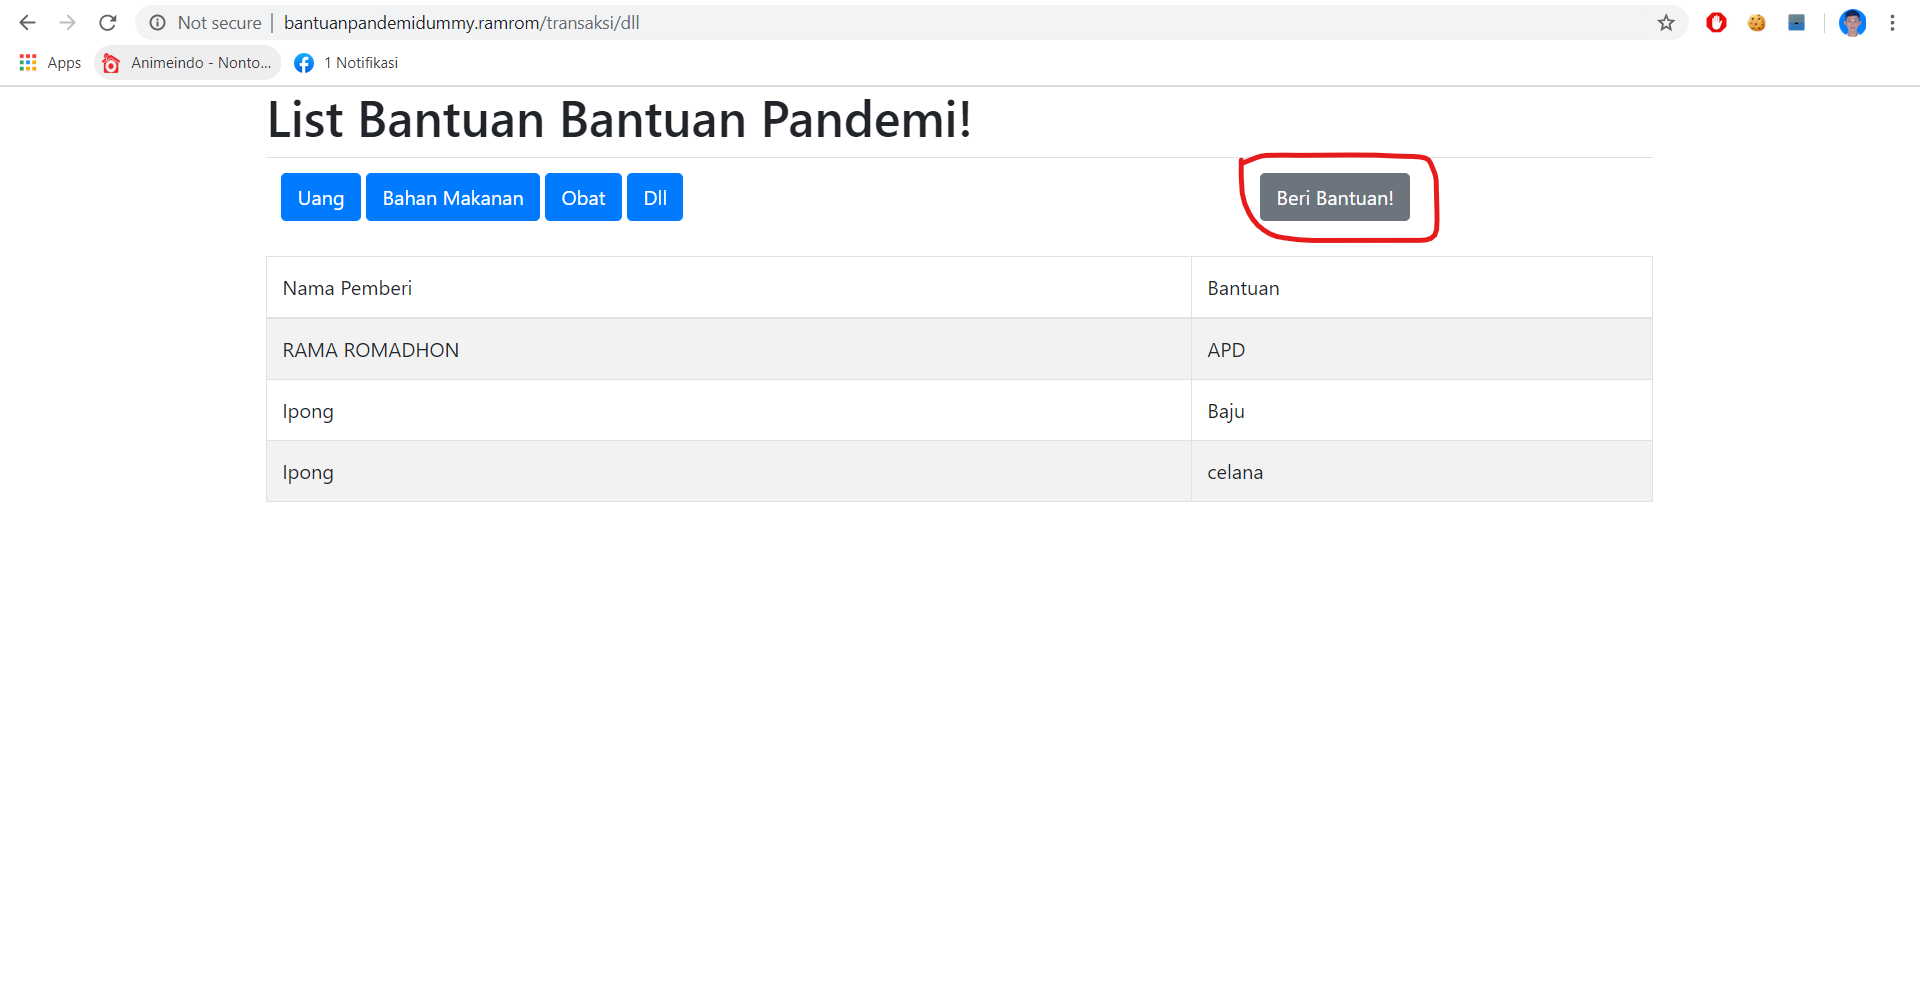 Not secure | bantuanpandemidummy.ramrom/transaksi/dll
Apps Animeindo - Nonto... 1 Notifikasi
List Bantuan Bantuan Pandemi!
Uang Bahan Makanan Obat Dll Beri Bantuan!
Nama Pemberi Bantuan
RAMA ROMADHON APD
Ipong Baju
Ipong celana